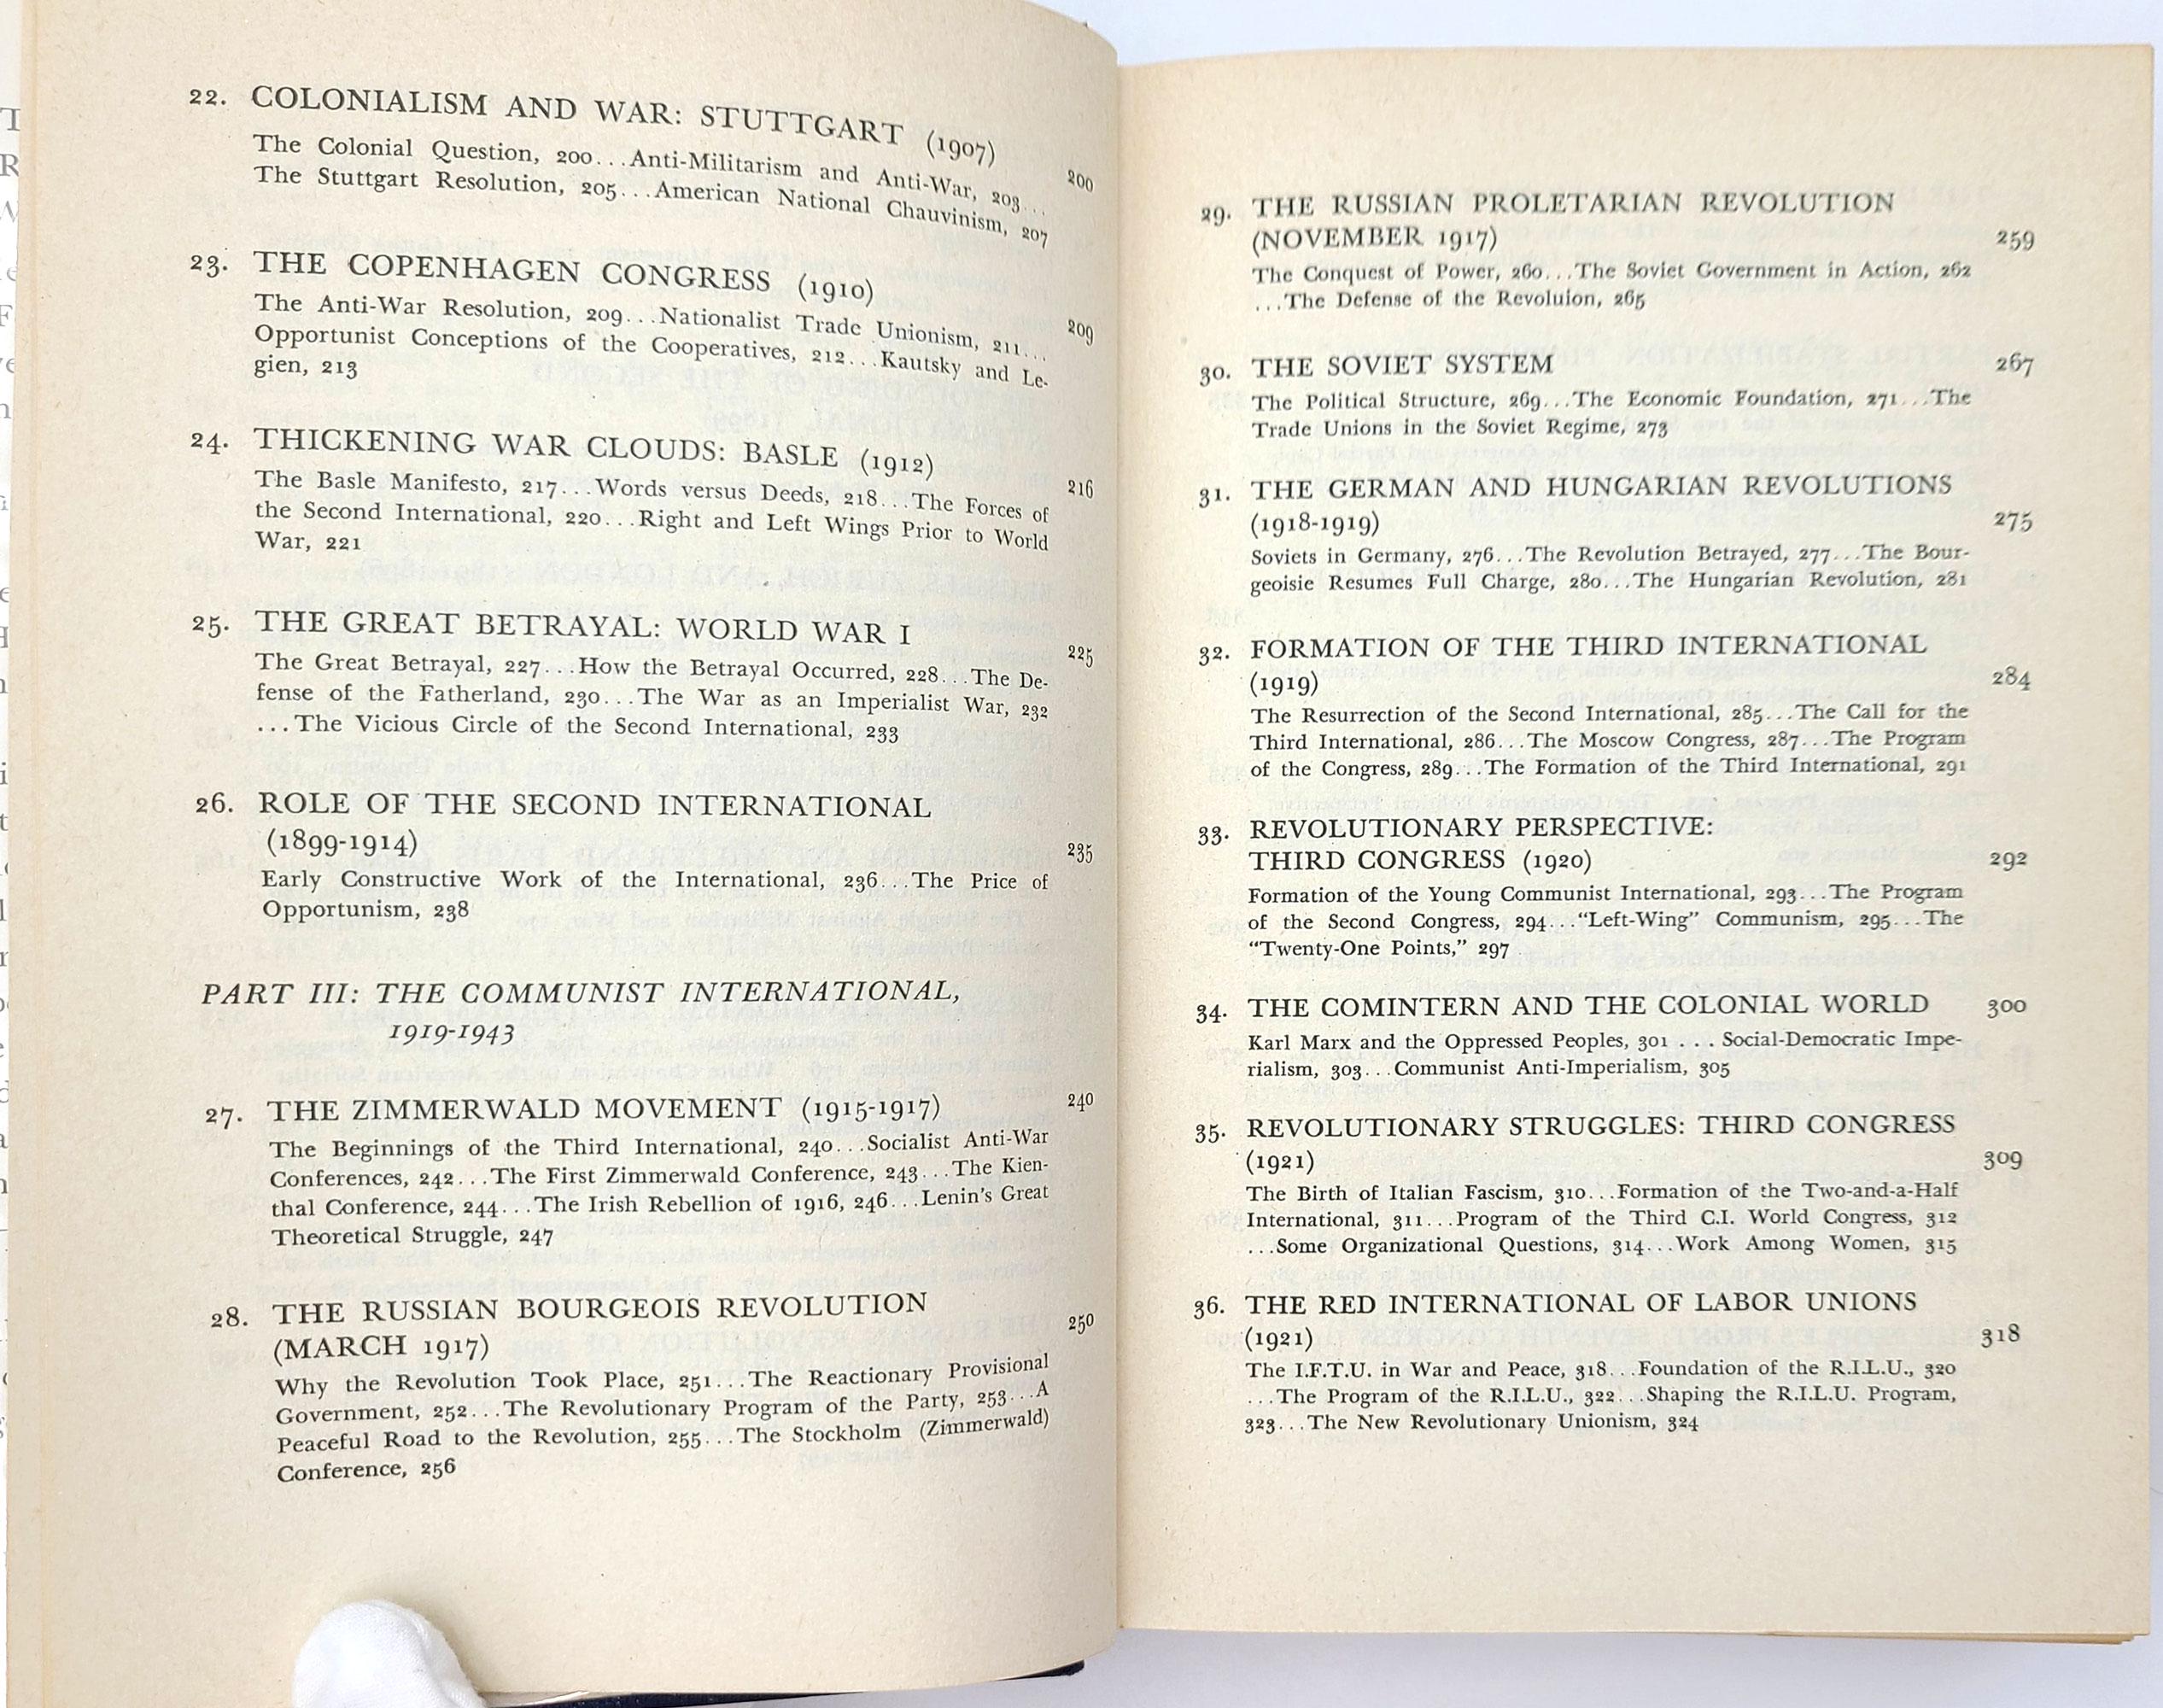 22. COLONIALISM AND WAR: STUTTGART (1907) 200
The Colonial Question, 200...Anti-Militarism and Anti-War, 203...
The Stuttgart Resolution, 205...American National Chauvinism, 207
23. THE COPENHAGEN CONGRESS (1910) 209
The Anti-War Resolution, 209...Nationalist Trade Unionism, 211...
Opportunist Conceptions of the Cooperatives, 212...Kautsky and Le-
gien, 213
24. THICKENING WAR CLOUDS: BASLE (1912) 216
The Basle Manifesto, 217...Words versus Deeds, 218...The Forces of
the Second International, 220...Right and Left Wings Prior to World
War, 221
25. THE GREAT BETRAYAL: WORLD WAR I 225
The Great Betrayal, 227...How the Betrayal Occurred, 228...The De-
fense of the Fatherland, 230...The War as an Imperialist War, 232
...The Vicious Circle of the Second International, 233
26. ROLE OF THE SECOND INTERNATIONAL
(1899-1914) 235
Early Constructive Work of the International, 236...The Price of
Opportunism, 238
PART III: THE COMMUNIST INTERNATIONAL,
1919-1943
27. THE ZIMMERWALD MOVEMENT (1915-1917) 240
The Beginnings of the Third International, 240...Socialist Anti-War
Conferences, 242...The First Zimmerwald Conference, 243...The Kien-
thal Conference, 244...The Irish Rebellion of 1916, 246...Lenin's Great
Theoretical Struggle, 247
28. THE RUSSIAN BOURGEOIS REVOLUTION
(MARCH 1917) 250
Why the Revolution Took Place, 251...The Reactionary Provisional
Government, 252...The Revolutionary Program of the Party, 253...A
Peaceful Road to the Revolution, 255...The Stockholm (Zimmerwald)
Conference, 256
29. THE RUSSIAN PROLETARIAN REVOLUTION
(NOVEMBER 1917) 259
The Conquest of Power, 260...The Soviet Government in Action, 262
...The Defense of the Revoluion, 265
30. THE SOVIET SYSTEM 267
The Political Structure, 269...The Economic Foundation, 271...The
Trade Unions in the Soviet Regime, 273
31. THE GERMAN AND HUNGARIAN REVOLUTIONS
(1918-1919) 275
Soviets in Germany, 276...The Revolution Betrayed, 277...The Bour-
geoisie Resumes Full Charge, 280...The Hungarian Revolution, 281
32. FORMATION OF THE THIRD INTERNATIONAL
(1919) 284
The Resurrection of the Second International, 285...The Call for the
Third International, 286...The Moscow Congress, 287...The Program
of the Congress, 289...The Formation of the Third International, 291
33. REVOLUTIONARY PERSPECTIVE:
THIRD CONGRESS (1920) 292
Formation of the Young Communist International, 293...The Program
of the Second Congress, 294..."Left-Wing" Communism, 295...The
"Twenty-One Points," 297
34. THE COMINTERN AND THE COLONIAL WORLD 300
Karl Marx and the Oppressed Peoples, 301 . . . Social-Democratic Impe-
rialism, 303...Communist Anti-Imperialism, 305
35. REVOLUTIONARY STRUGGLES: THIRD CONGRESS
(1921) 309
The Birth of Italian Fascism, 310...Formation of the Two-and-a-Half
International, 311...Program of the Third C.I. World Congress, 312
...Some Organizational Questions, 314...Work Among Women, 315
36. THE RED INTERNATIONAL OF LABOR UNIONS
(1921) 318
The I.F.T.U. in War and Peace, 318...Foundation of the R.I.L.U., 320
...The Program of the R.I.L.U., 322...Shaping the R.I.L.U. Program,
323...The New Revolutionary Unionism, 324